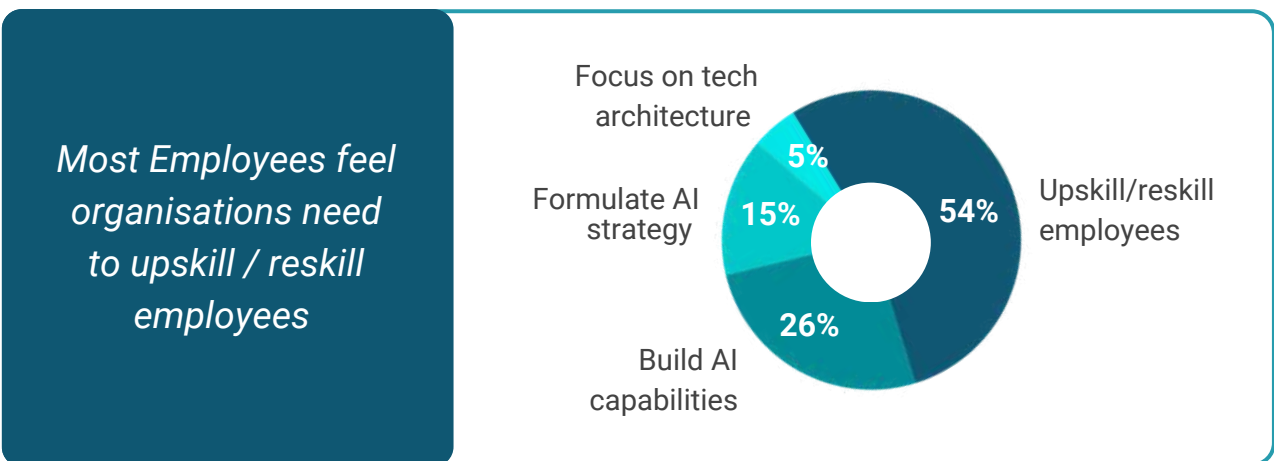 Most Employees feel
organisations need
to upskill / reskill
employees
Focus on tech
architecture
5%
Formulate AI
strategy
15%
54%
Upskill/reskill
employees
26%
Build AI
capabilities